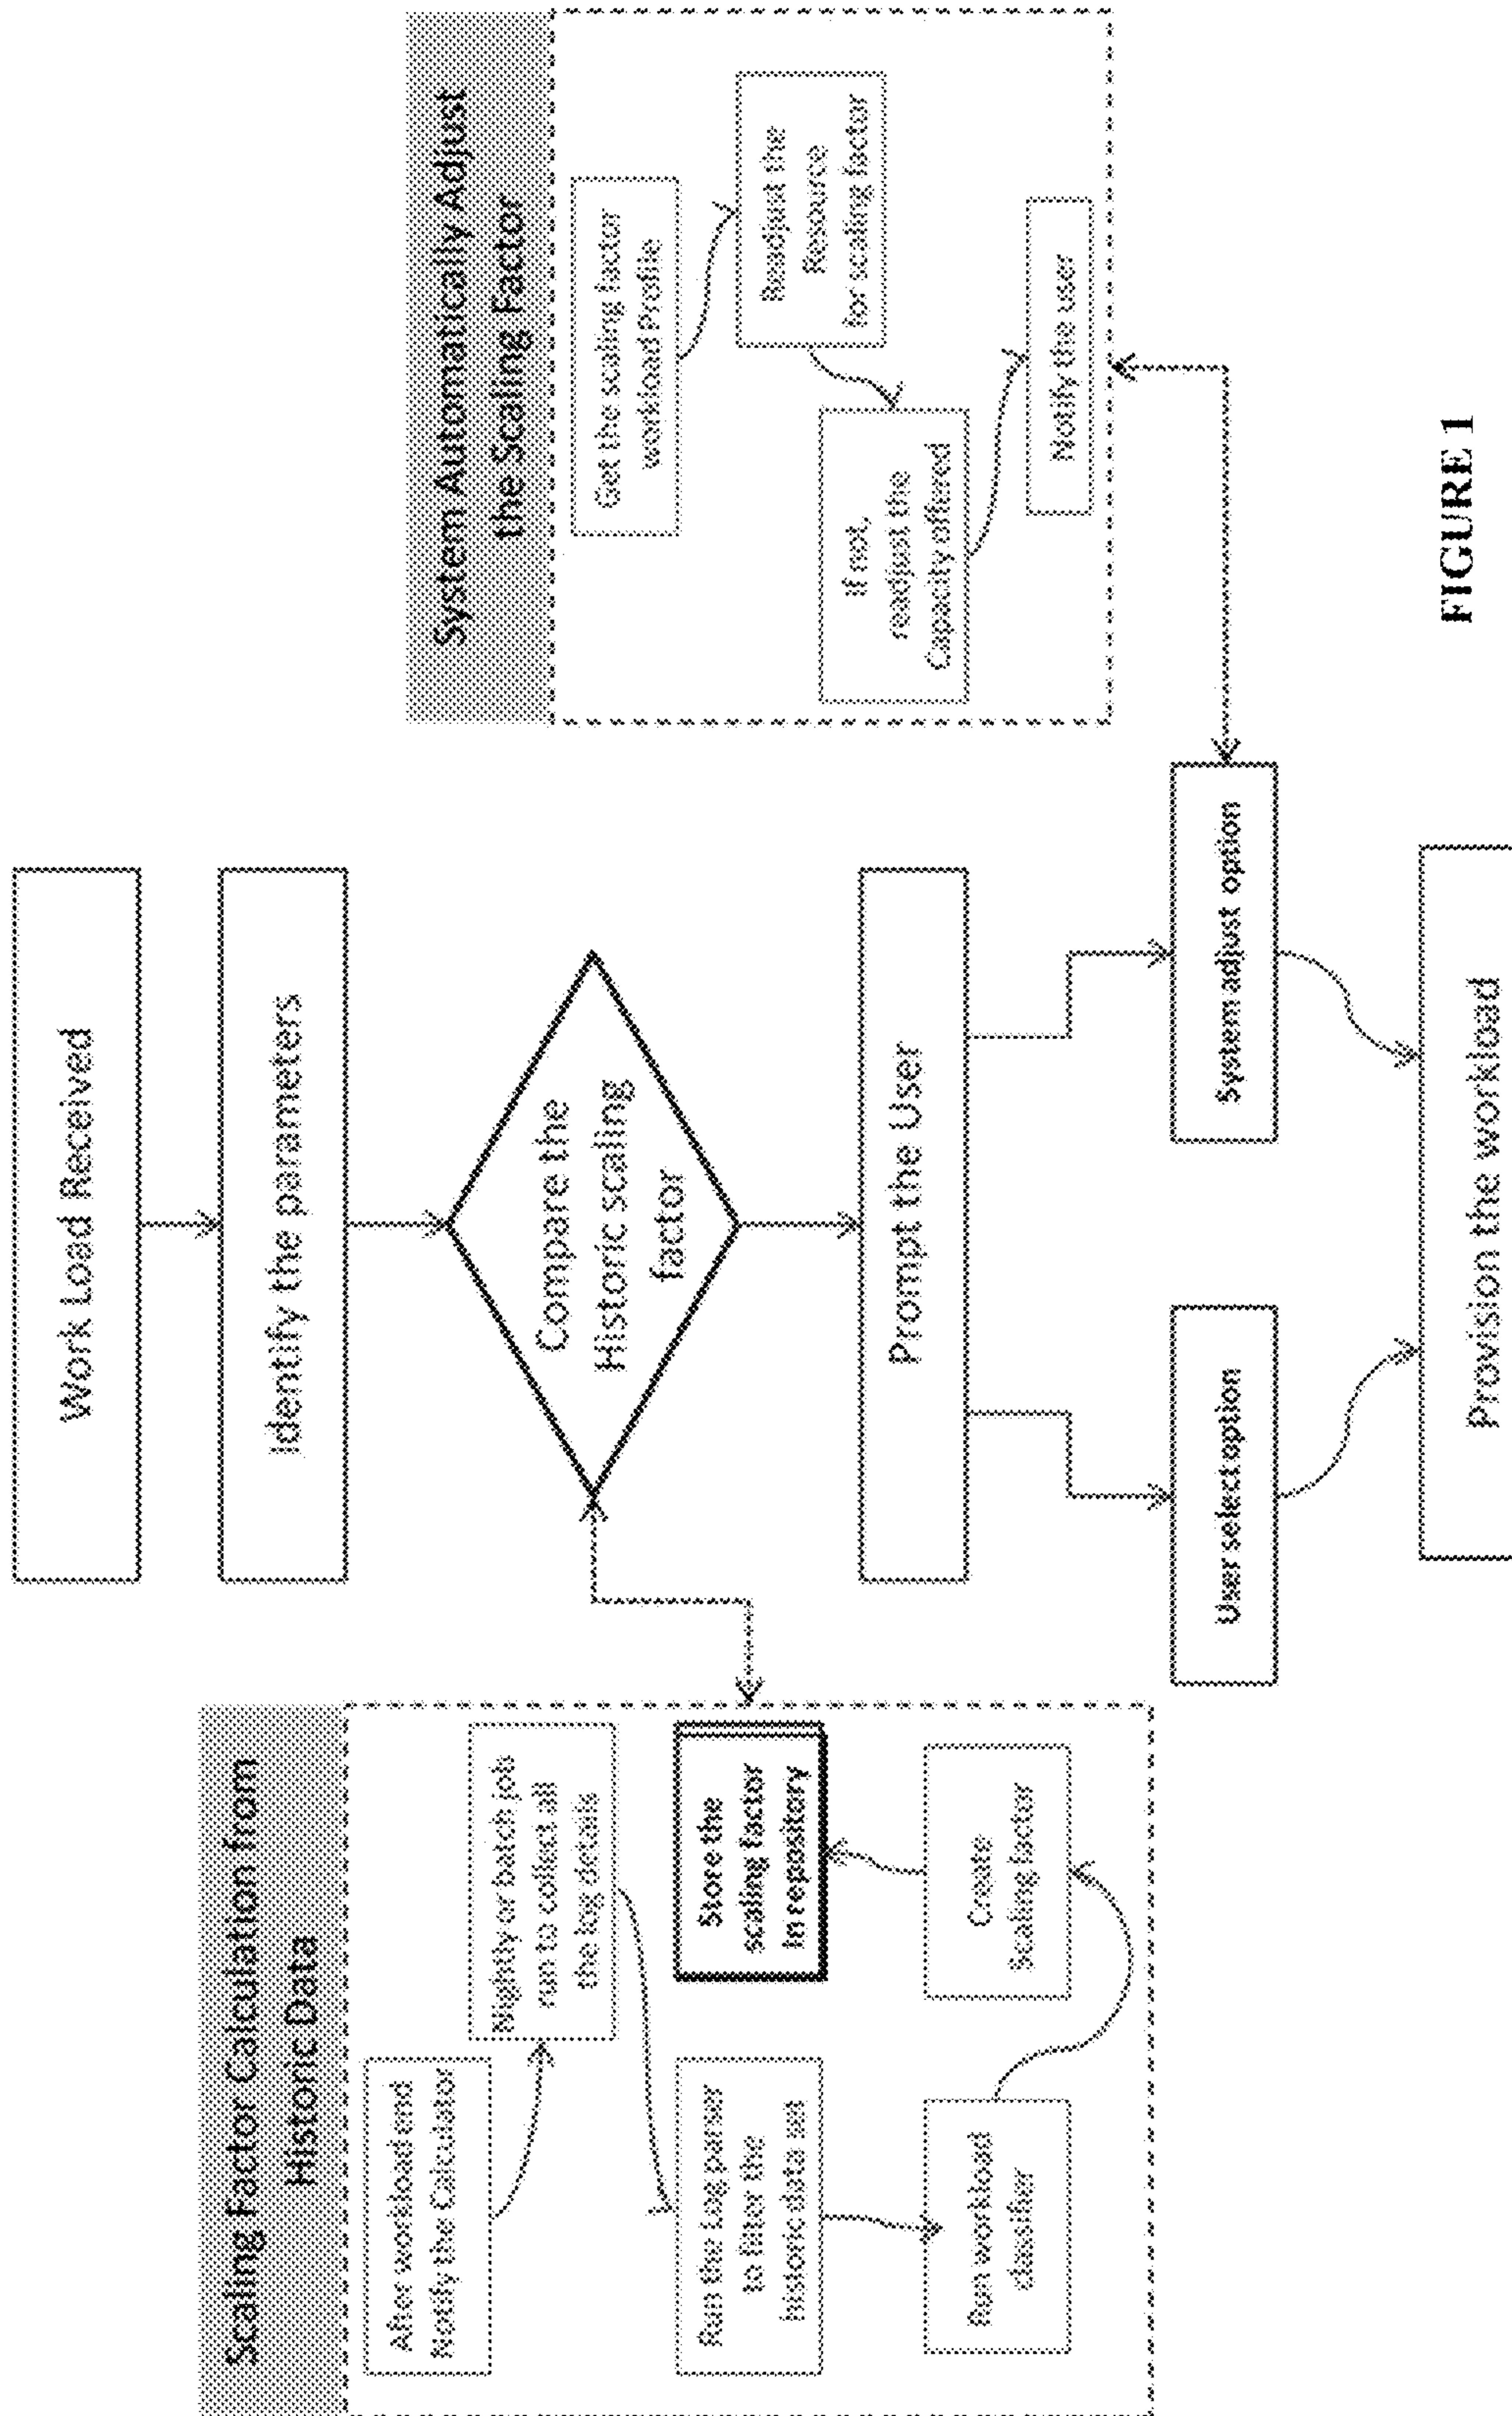 Work Load Received
Identify the parameters
Compare the
Historic scaling
factor
Prompt the User
User select option
System adjust option
Provision the workload
Scaling Factor Calculation from
Historic Data
After workload end
Notify the Calculator
Nightly or batch job
run to collect all
the log details
Run the Log parser
to filter the
historic data set
Run workload
classifier
Create
Scaling factor
Store the
scaling factor
in repository
System Automatically Adjust
the Scaling Factor
Get the scaling factor
workload Profile
Readjust the
Resource
for scaling factor
If not,
readjust the
Capacity offered
Notify the user
FIGURE 1